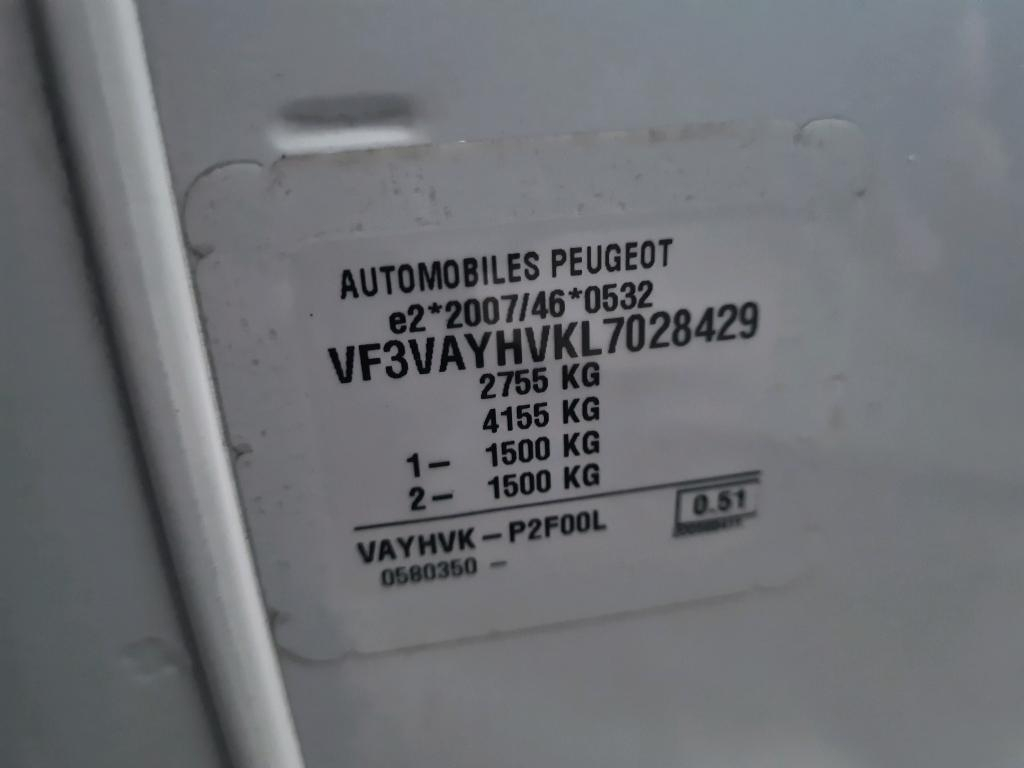 AUTOMOBILES PEUGEOT
e2*2007/46*0532
VF3VAYHVKL7028429
2755 KG
4155 KG
1- 1500 KG
2- 1500 KG
VAYHVK-P2F00L 0.51
0580350 -